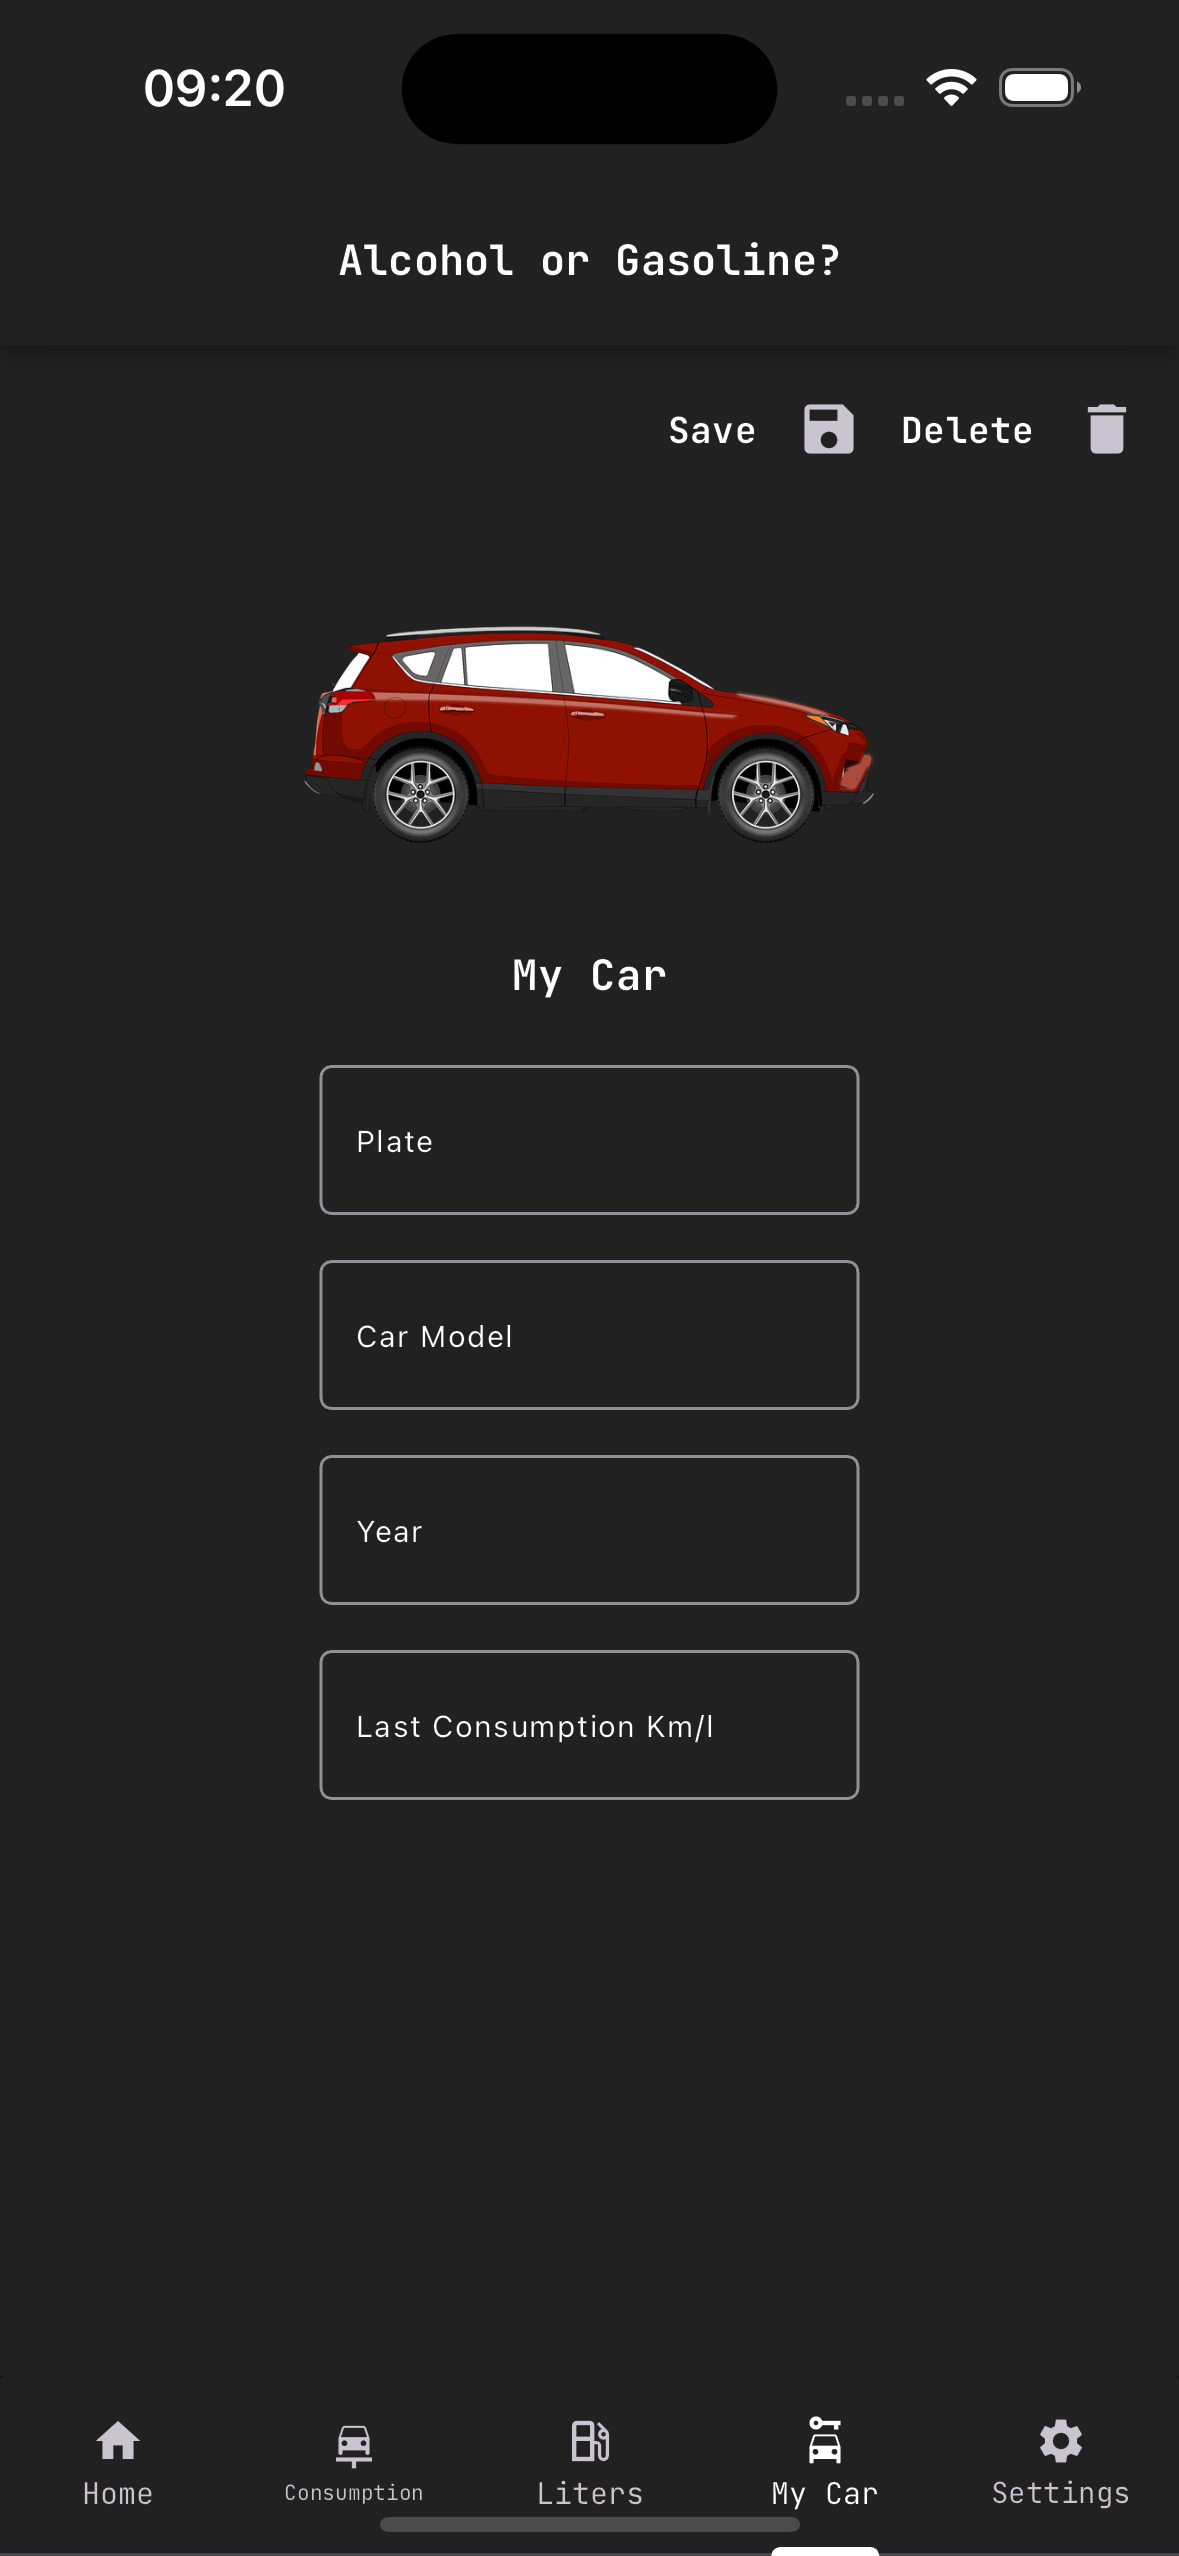 09:20
Alcohol or Gasoline?
Save Delete
My Car
Plate
Car Model
Year
Last Consumption Km/l
Home Consumption Liters My Car Settings